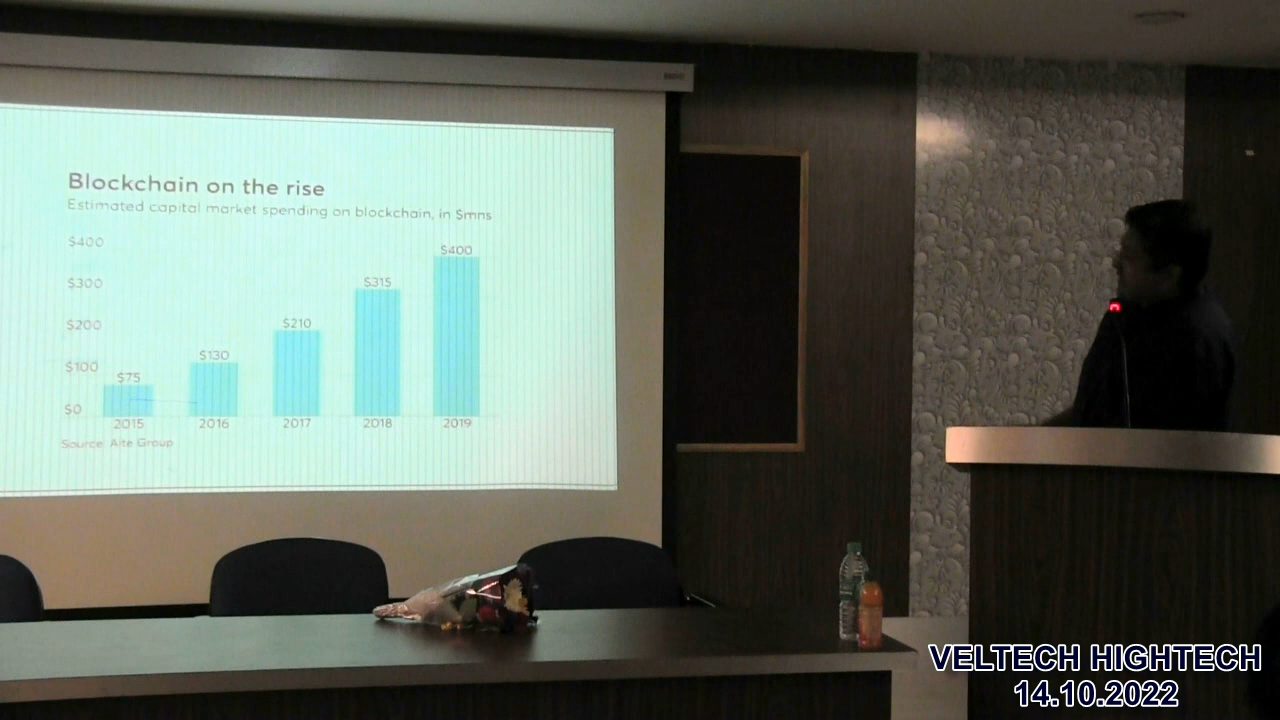 Blockchain on the rise
Estimated capital market spending on blockchain, in $mns
$400
$300
$200
$100
$0
$75
$130
$210
$315
$400
2015 2016 2017 2018 2019
Source: Aite Group
VELTECH HIGHTECH
14.10.2022